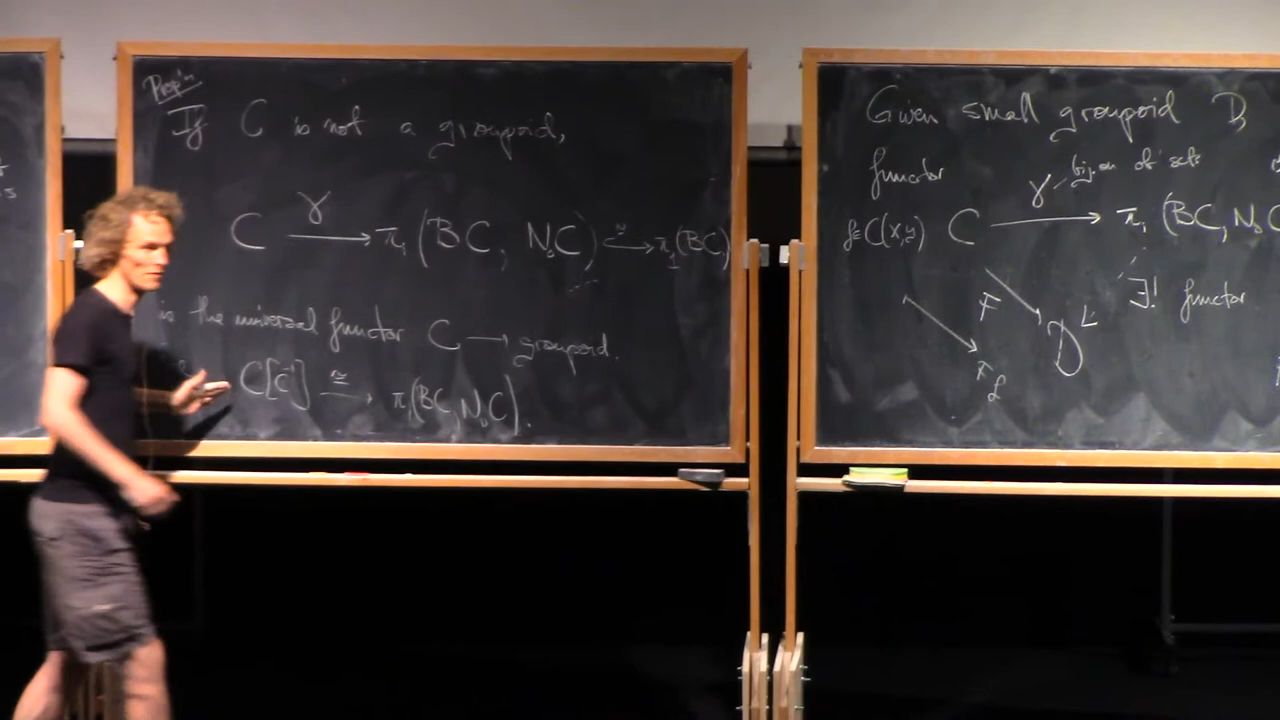 Prop'n
If C is not a groupoid,
C —γ→ π₁(BC, N₀C) ≃→ π₁(BC)
is the universal functor C → groupoid.
C[C⁻¹] ≅→ π₁(BC, N₀C).
Given small groupoid D,
functor
γ bij. on ob sets
f∈C(x,y) C → π₁(BC, N₀C
F ∃! functor
D
F